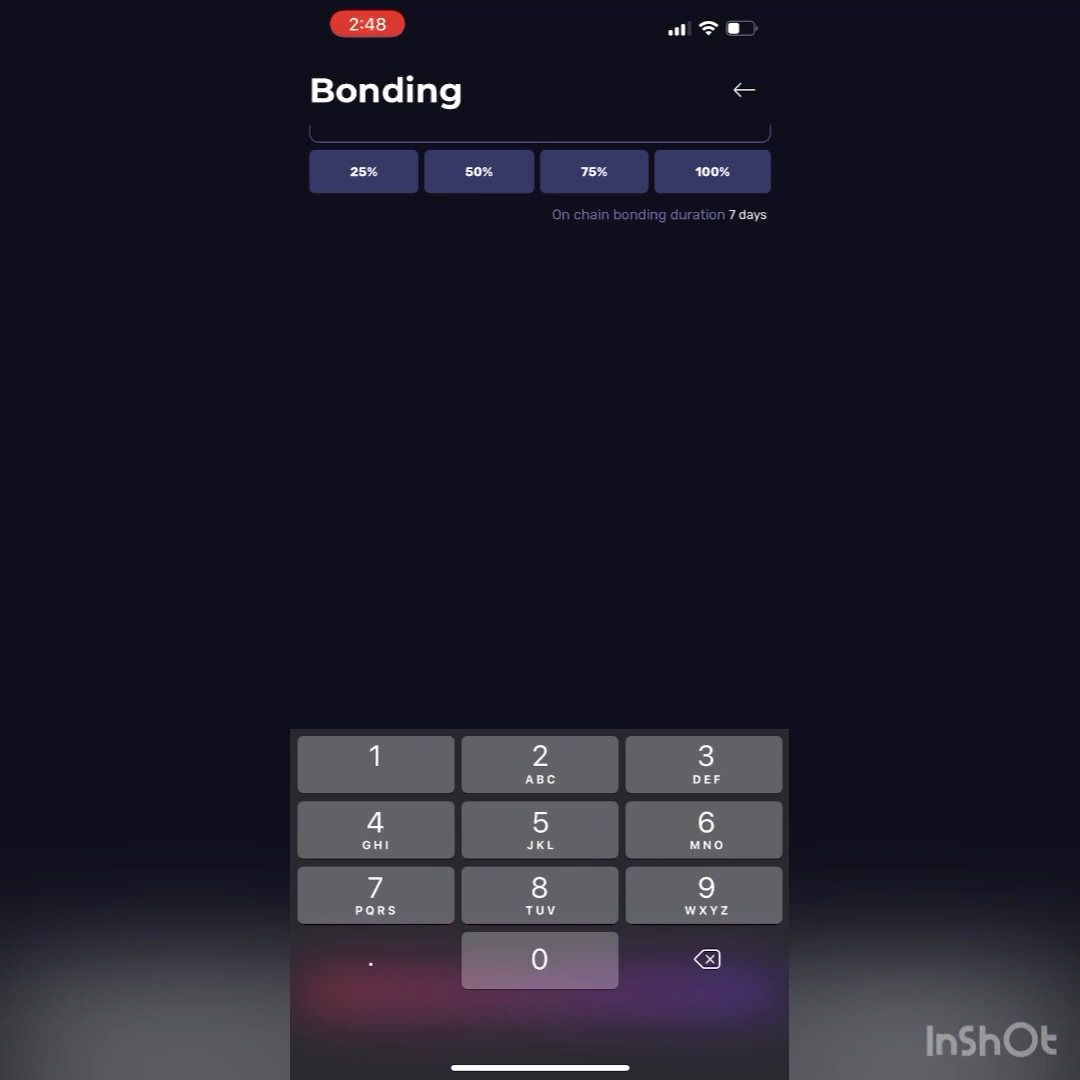 2:48
Bonding
25% 50% 75% 100%
On chain bonding duration 7 days
1 2 3
ABC DEF
4 5 6
GHI JKL MNO
7 8 9
PQRS TUV WXYZ
. 0
InShOt